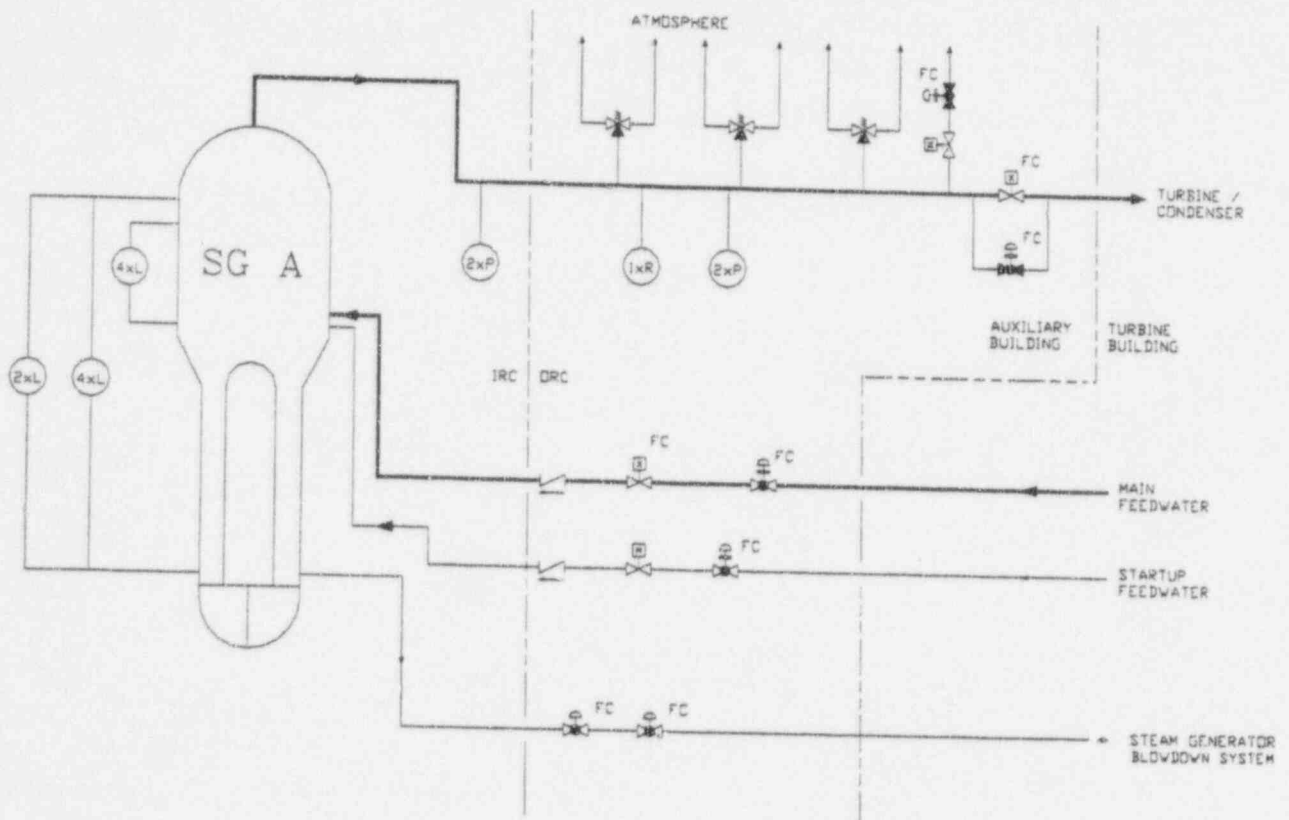 ATMOSPHERE
FC
FC
TURBINE /
CONDENSER
4xL
SG A
2xP
1xR
2xP
FC
AUXILIARY
BUILDING
TURBINE
BUILDING
2xL
4xL
IRC
ORC
FC
FC
MAIN
FEEDWATER
FC
STARTUP
FEEDWATER
FC
FC
STEAM GENERATOR
BLOWDOWN SYSTEM